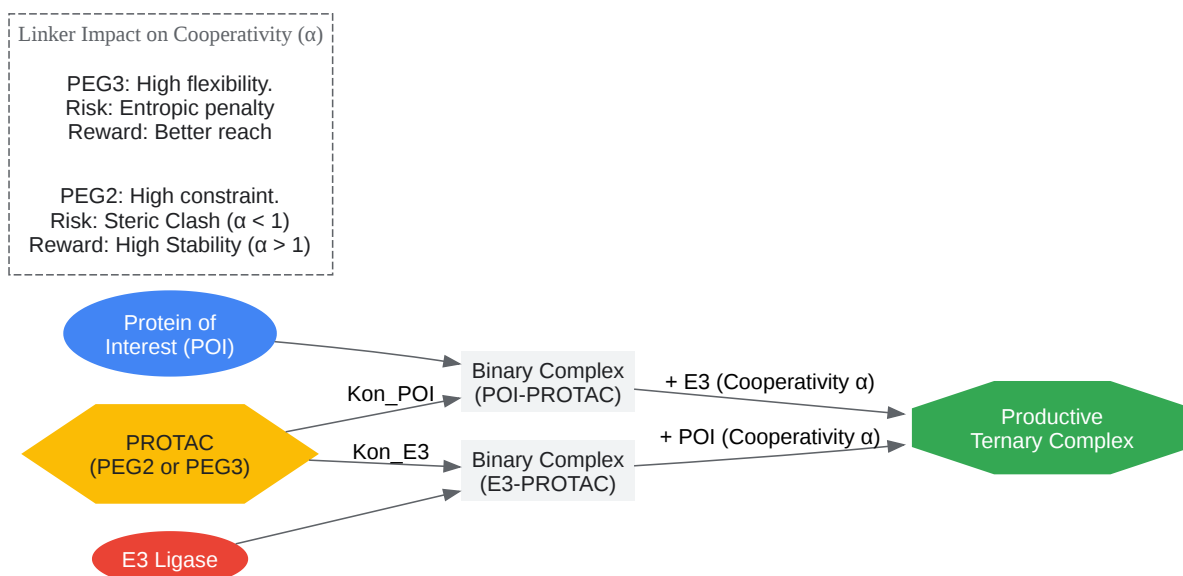 Linker Impact on Cooperativity (α)
PEG3: High flexibility.
Risk: Entropic penalty
Reward: Better reach
PEG2: High constraint.
Risk: Steric Clash (α < 1)
Reward: High Stability (α > 1)
Protein of
Interest (POI)
PROTAC
(PEG2 or PEG3)
E3 Ligase
Kon_POI
Kon_E3
Binary Complex
(POI-PROTAC)
Binary Complex
(E3-PROTAC)
+ E3 (Cooperativity α)
+ POI (Cooperativity α)
Productive
Ternary Complex